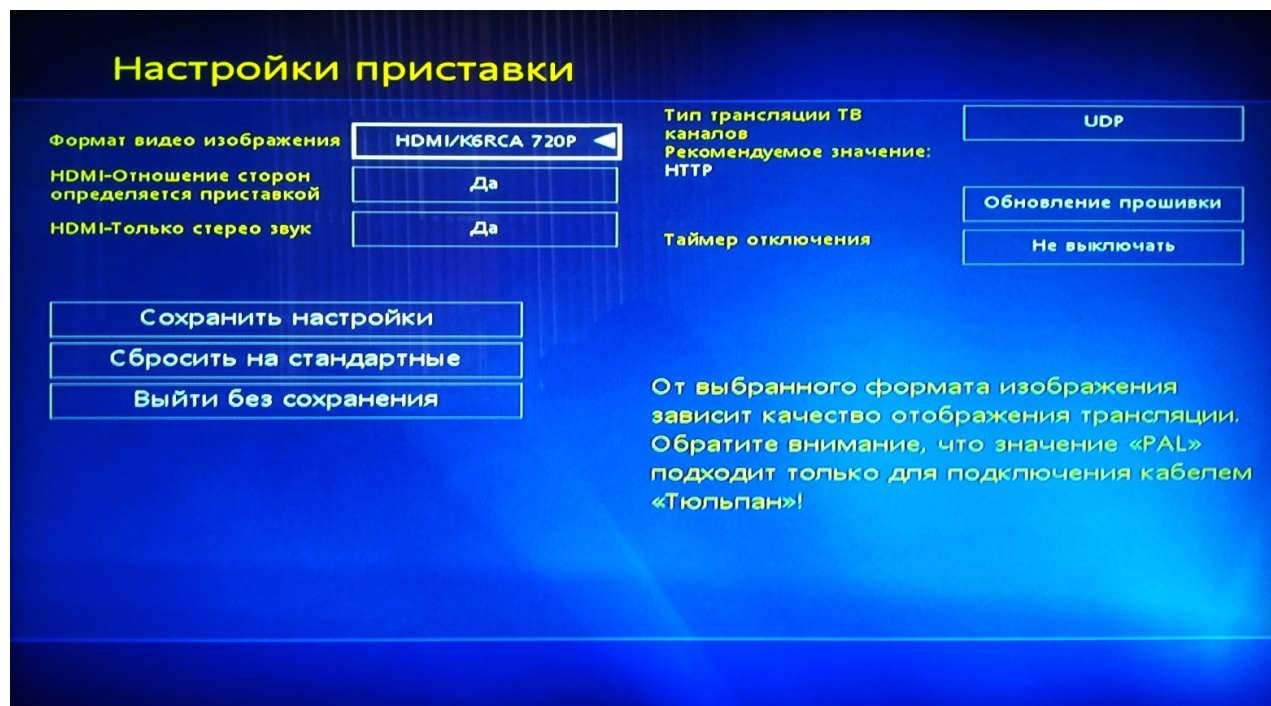 Настройки приставки
Формат видео изображения
HDMI/K6RCA 720P
HDMI-Отношение сторон
определяется приставкой
Да
HDMI-Только стерео звук
Да
Тип трансляции ТВ
каналов
Рекомендуемое значение:
HTTP
UDP
Обновление прошивки
Таймер отключения
Не выключать
Сохранить настройки
Сбросить на стандартные
Выйти без сохранения
От выбранного формата изображения
зависит качество отображения трансляции.
Обратите внимание, что значение «PAL»
подходит только для подключения кабелем
«Тюльпан»!